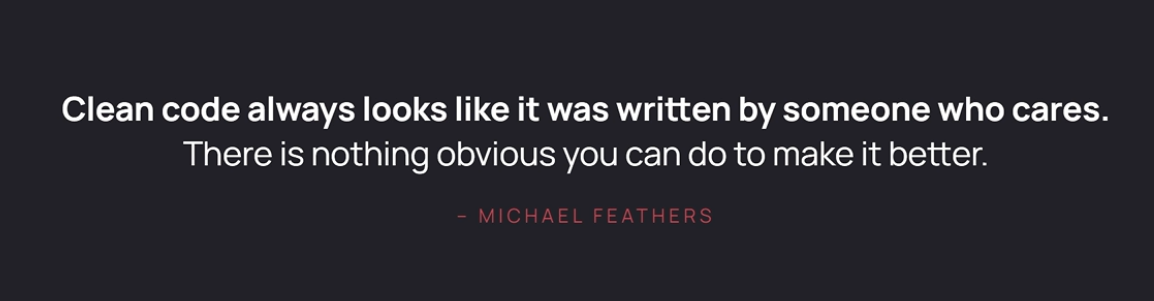 Clean code always looks like it was written by someone who cares.
There is nothing obvious you can do to make it better.
– MICHAEL FEATHERS